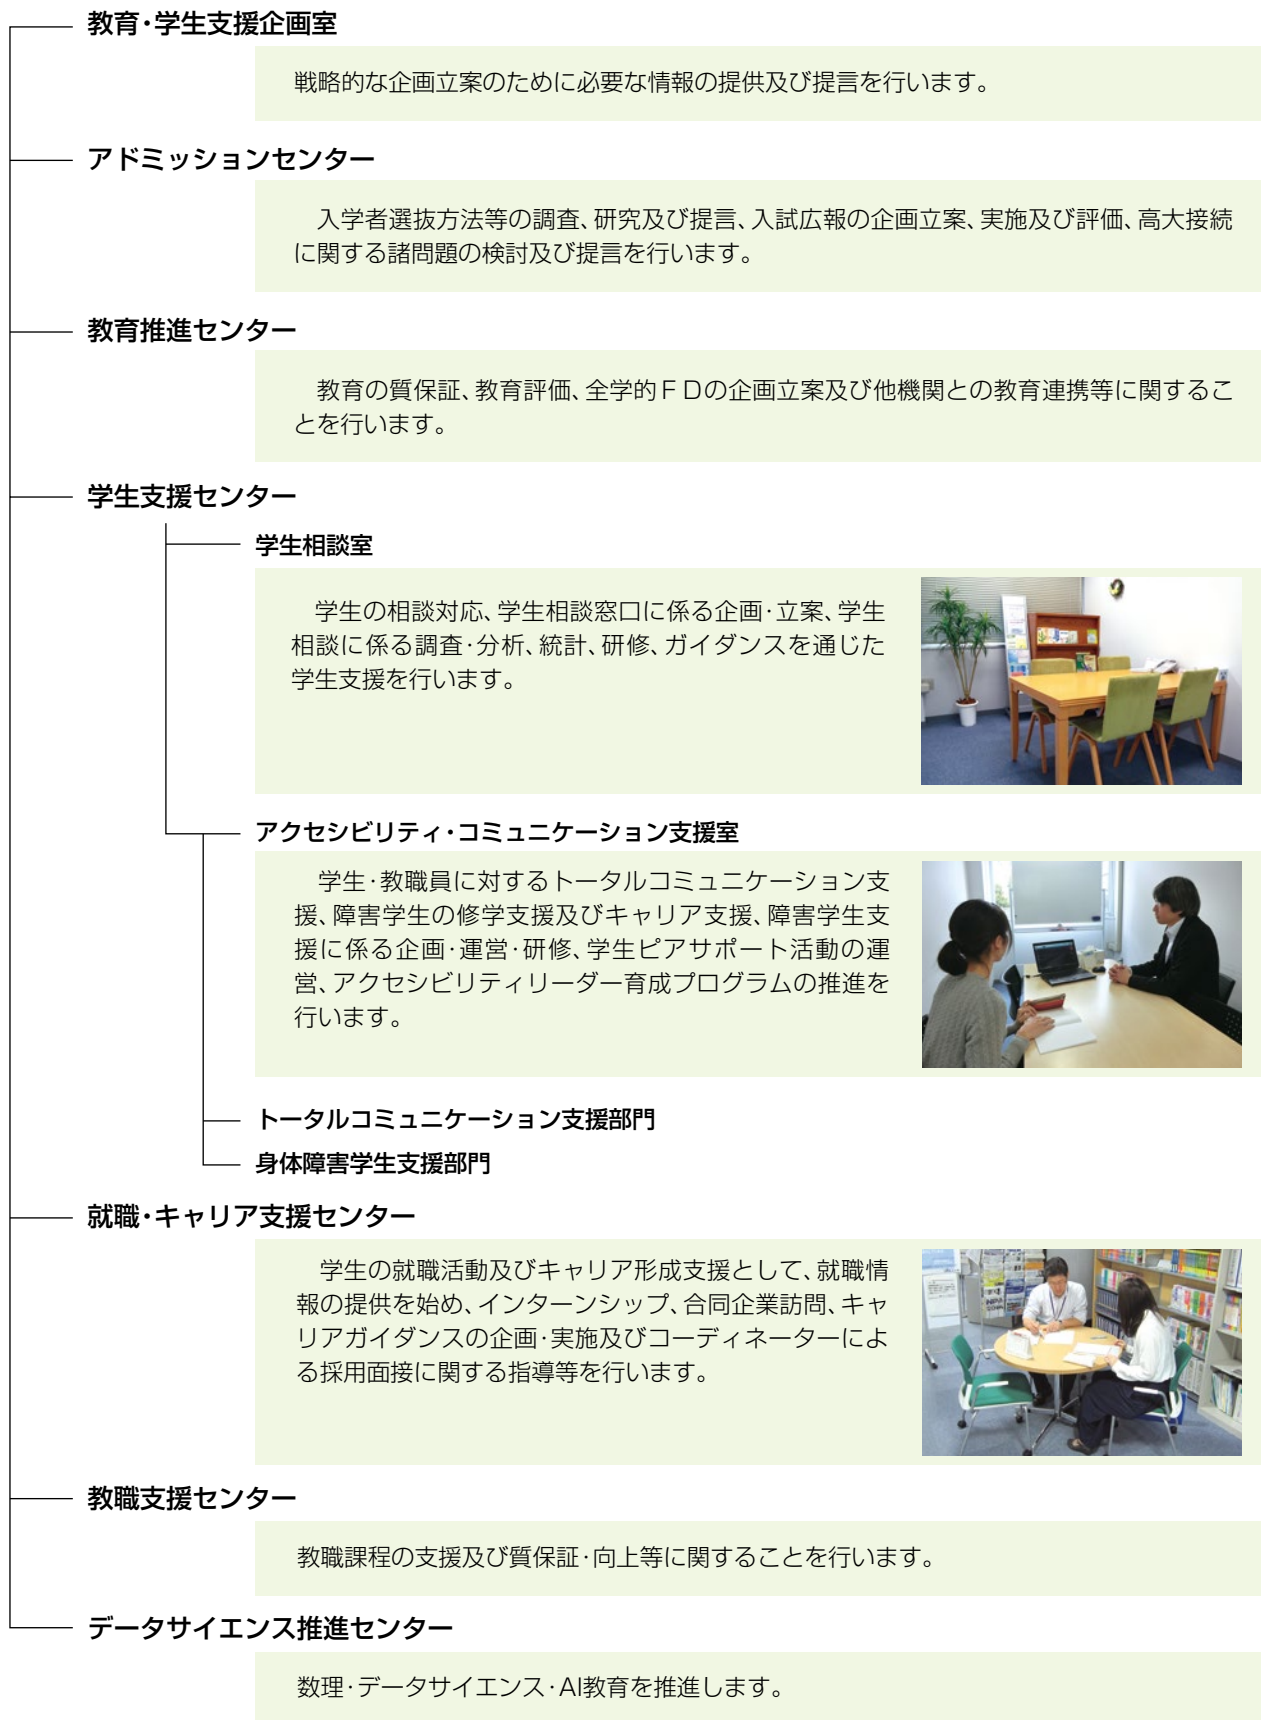 教育・学生支援企画室
戦略的な企画立案のために必要な情報の提供及び提言を行います。
アドミッションセンター
入学者選抜方法等の調査、研究及び提言、入試広報の企画立案、実施及び評価、高大接続
に関する諸問題の検討及び提言を行います。
教育推進センター
教育の質保証、教育評価、全学的ＦＤの企画立案及び他機関との教育連携等に関するこ
とを行います。
学生支援センター
学生相談室
学生の相談対応、学生相談窓口に係る企画・立案、学生
相談に係る調査・分析、統計、研修、ガイダンスを通じた
学生支援を行います。
アクセシビリティ・コミュニケーション支援室
学生・教職員に対するトータルコミュニケーション支
援、障害学生の修学支援及びキャリア支援、障害学生支
援に係る企画・運営・研修、学生ピアサポート活動の運
営、アクセシビリティリーダー育成プログラムの推進を
行います。
トータルコミュニケーション支援部門
身体障害学生支援部門
就職・キャリア支援センター
学生の就職活動及びキャリア形成支援として、就職情
報の提供を始め、インターンシップ、合同企業訪問、キャ
リアガイダンスの企画・実施及びコーディネーターによ
る採用面接に関する指導等を行います。
教職支援センター
教職課程の支援及び質保証・向上等に関することを行います。
データサイエンス推進センター
数理・データサイエンス・AI教育を推進します。